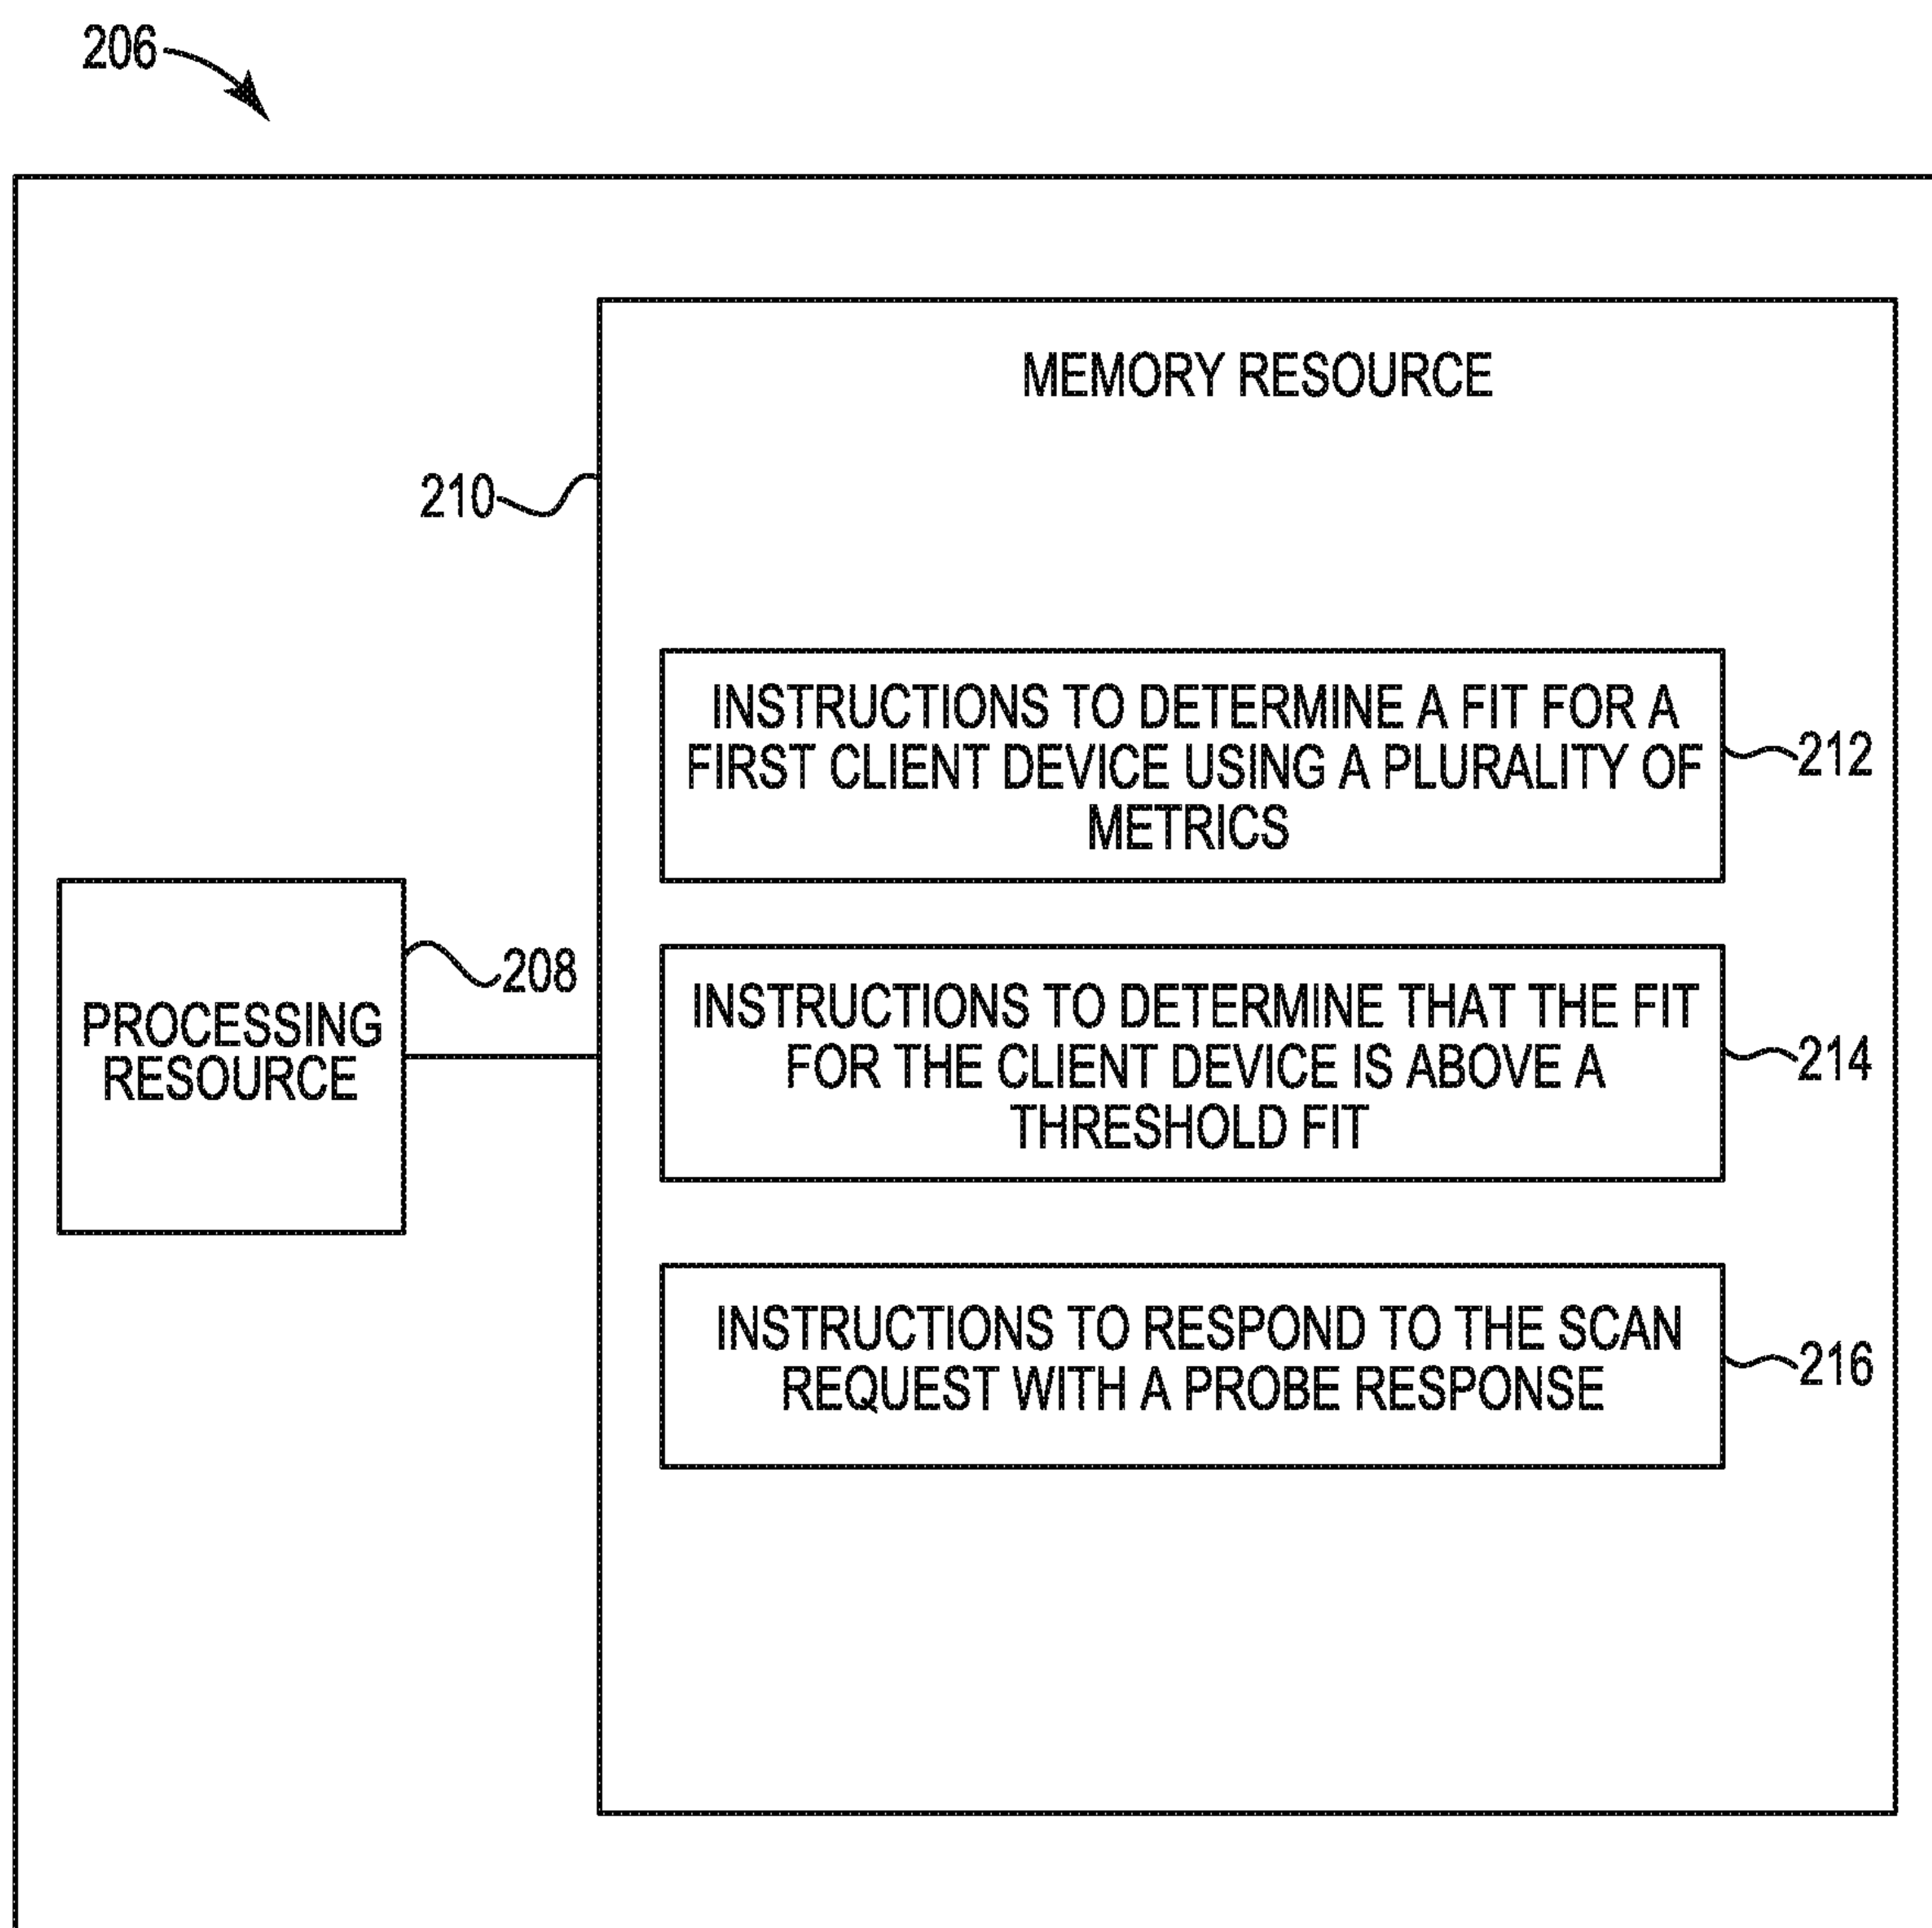 206
MEMORY RESOURCE
210
INSTRUCTIONS TO DETERMINE A FIT FOR A
FIRST CLIENT DEVICE USING A PLURALITY OF
METRICS
212
PROCESSING
RESOURCE
208
INSTRUCTIONS TO DETERMINE THAT THE FIT
FOR THE CLIENT DEVICE IS ABOVE A
THRESHOLD FIT
214
INSTRUCTIONS TO RESPOND TO THE SCAN
REQUEST WITH A PROBE RESPONSE
216